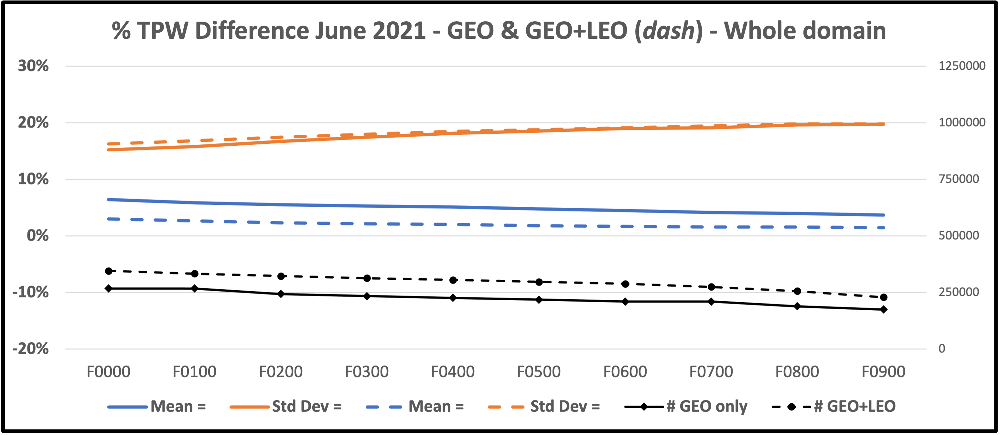 % TPW Difference June 2021 - GEO & GEO+LEO (dash) - Whole domain
30% 1250000
20% 1000000
10% 750000
0% 500000
-10% 250000
-20% 0
F0000 F0100 F0200 F0300 F0400 F0500 F0600 F0700 F0800 F0900
Mean = Std Dev = Mean = Std Dev = # GEO only # GEO+LEO